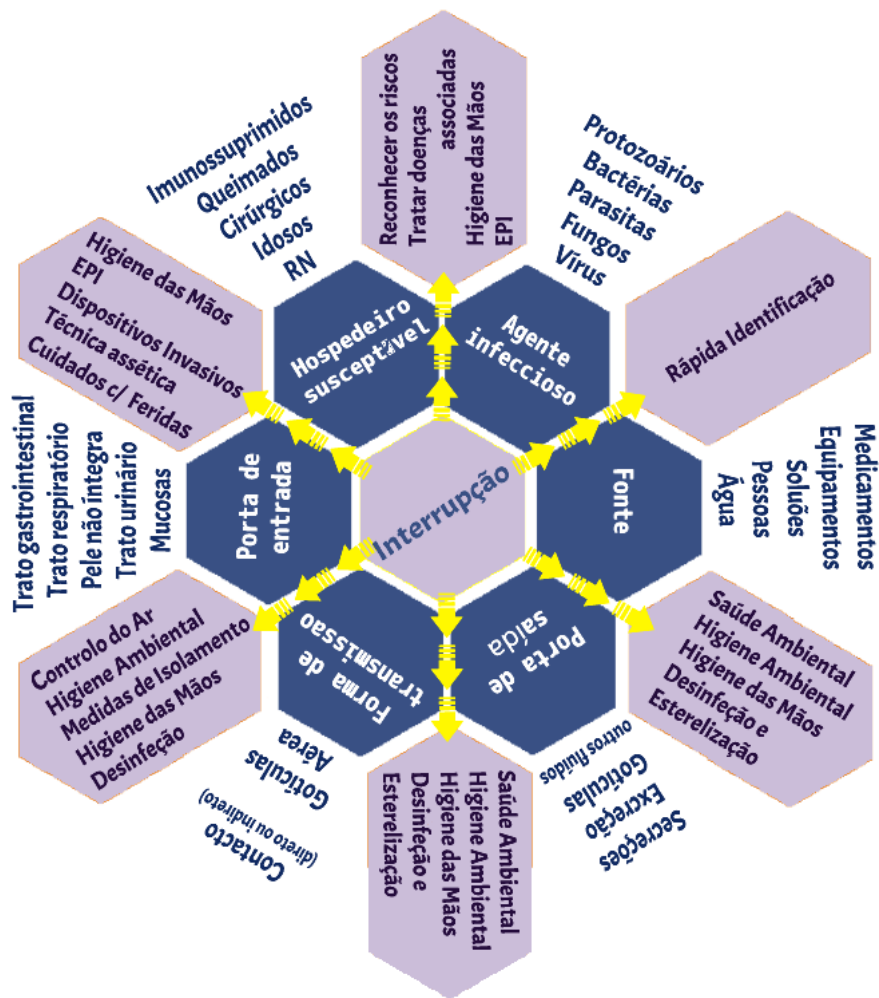 Interrupção
Agente
infeccioso
Protozoários
Bactérias
Parasitas
Fungos
Vírus
Rápida Identificação
Fonte
Medicamentos
Equipamentos
Soluões
Pessoas
Água
Saúde Ambiental
Higiene Ambiental
Higiene das Mãos
Desinfeção e
Esterelização
Porta de
saída
outros fluídos
Gotículas
Excreção
Secreções
Saúde Ambiental
Higiene Ambiental
Higiene das Mãos
Desinfeção e
Esterelização
Forma de
transmissao
Aérea
Gotículas
Contacto
(direto ou indireto)
Controlo do Ar
Higiene Ambiental
Medidas de Isolamento
Higiene das Mãos
Desinfeção
Porta de
entrada
Trato gastrointestinal
Trato respiratório
Pele não íntegra
Trato urinário
Mucosas
Higiene das Mãos
EPI
Dispositivos Invasivos
Técnica assética
Cuidados c/ Feridas
Hospedeiro
susceptível
Imunossuprimidos
Queimados
Cirúrgicos
Idosos
RN
Reconhecer os riscos
Tratar doenças
associadas
Higiene das Mãos
EPI